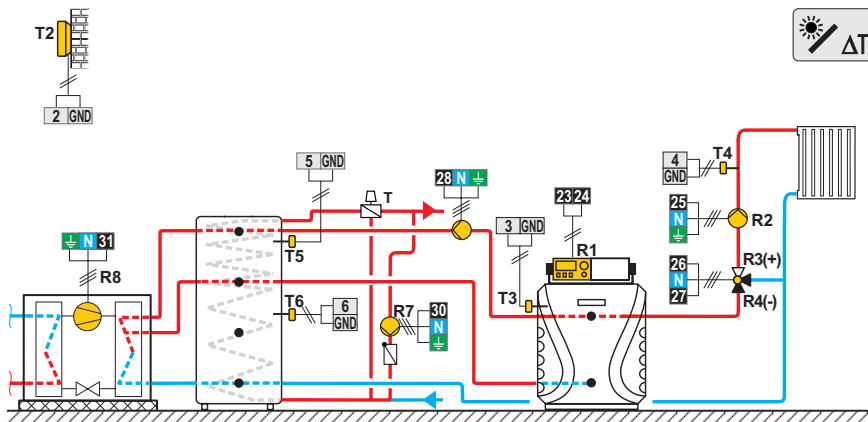 T2
2 GND
ΔT
5 GND
28 N
T
4
GND
T4
23 24
3 GND
25
N
R2
R1
31
N
R8
T5
R3(+)
26
N
27
R4(-)
T3
T6
6
GND
R7
30
N